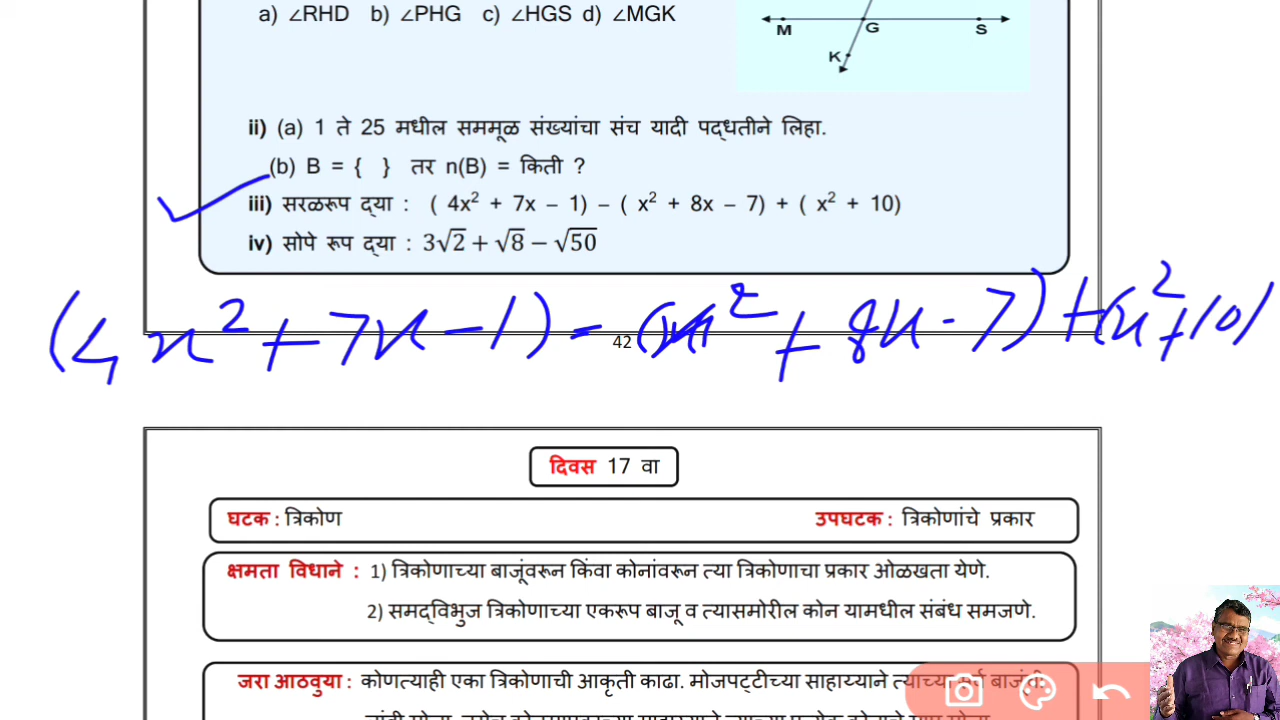 a) ∠RHD b) ∠PHG c) ∠HGS d) ∠MGK
M G S
K
ii) (a) 1 ते 25 मधील सममूळ संख्यांचा संच यादी पद्धतीने लिहा.
(b) B = { } तर n(B) = किती ?
iii) सरळरूप द्या : ( 4x² + 7x – 1) – ( x² + 8x – 7) + ( x² + 10)
iv) सोपे रूप द्या : 3√2 + √8 – √50
(4x² + 7x - 1) - (x² + 8x - 7) + (x² + 10)
42
दिवस 17 वा
घटक : त्रिकोण उपघटक : त्रिकोणांचे प्रकार
क्षमता विधाने : 1) त्रिकोणाच्या बाजूंवरून किंवा कोनांवरून त्या त्रिकोणाचा प्रकार ओळखता येणे.
2) समद्विभुज त्रिकोणाच्या एकरूप बाजू व त्यासमोरील कोन यामधील संबंध समजणे.
जरा आठवुया : कोणत्याही एका त्रिकोणाची आकृती काढा. मोजपट्टीच्या साहाय्याने त्याच्या